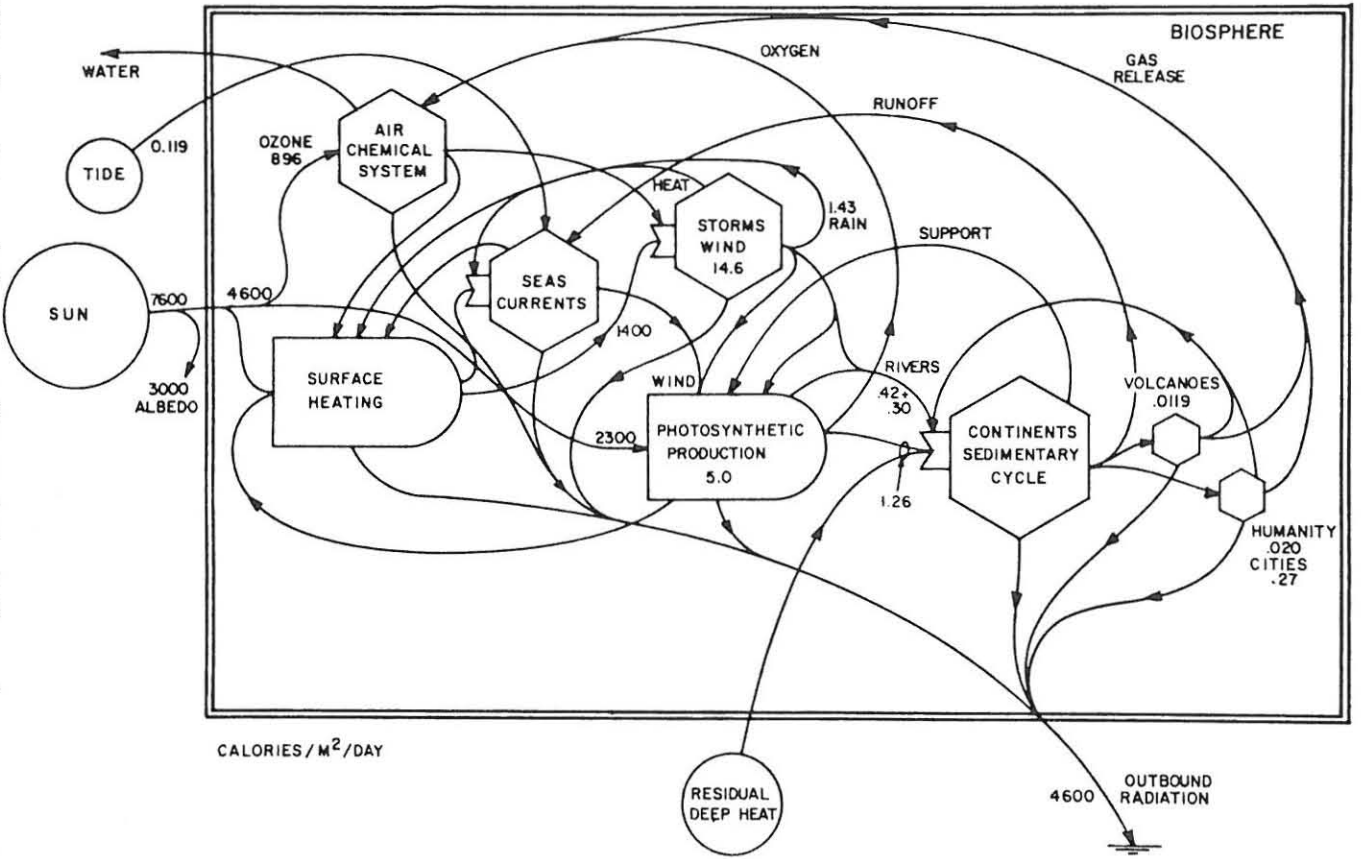 BIOSPHERE
WATER
OXYGEN
GAS
RELEASE
RUNOFF
TIDE
0.119
OZONE
896
AIR
CHEMICAL
SYSTEM
HEAT
STORMS
WIND
14.6
1.43
RAIN
SUPPORT
SUN
7600
4600
3000
ALBEDO
SEAS
CURRENTS
1400
SURFACE
HEATING
WIND
RIVERS
.42+
.30
VOLCANOES
.0119
2300
PHOTOSYNTHETIC
PRODUCTION
5.0
1.26
CONTINENTS
SEDIMENTARY
CYCLE
HUMANITY
.020
CITIES
.27
CALORIES/M²/DAY
RESIDUAL
DEEP HEAT
4600
OUTBOUND
RADIATION